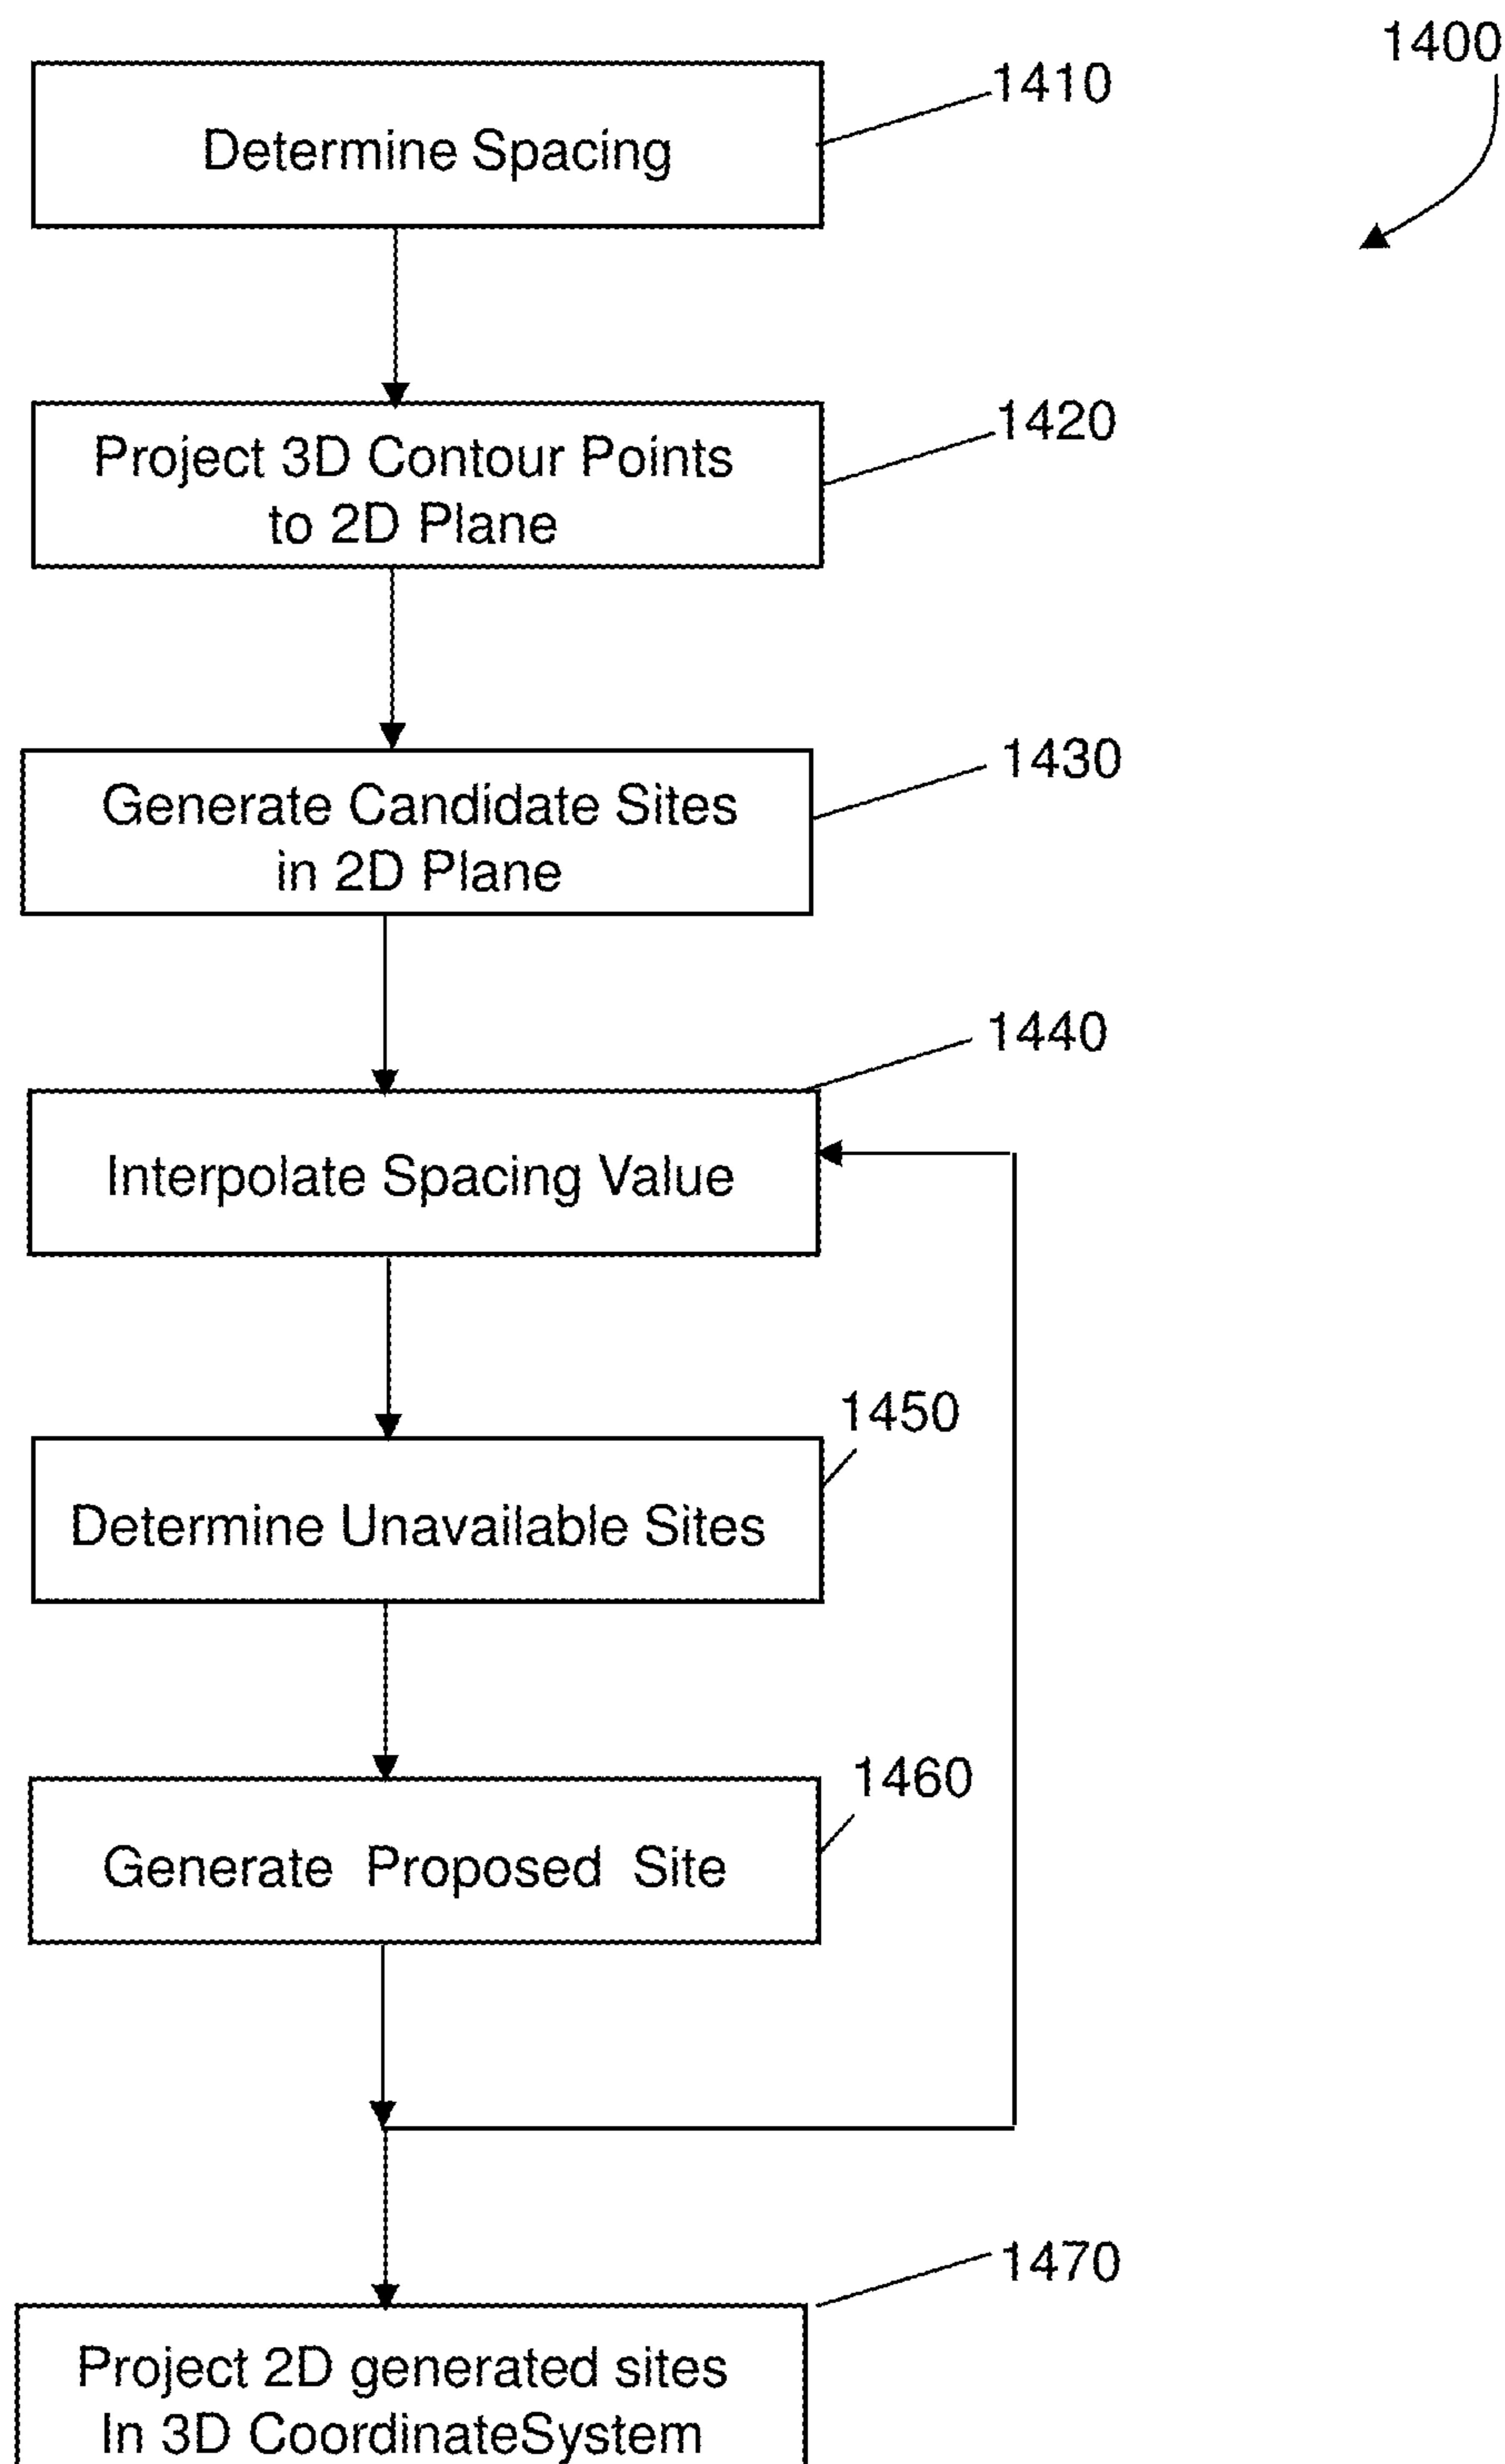 1400
1410
Determine Spacing
1420
Project 3D Contour Points
to 2D Plane
1430
Generate Candidate Sites
in 2D Plane
1440
Interpolate Spacing Value
1450
Determine Unavailable Sites
1460
Generate Proposed Site
1470
Project 2D generated sites
In 3D CoordinateSystem